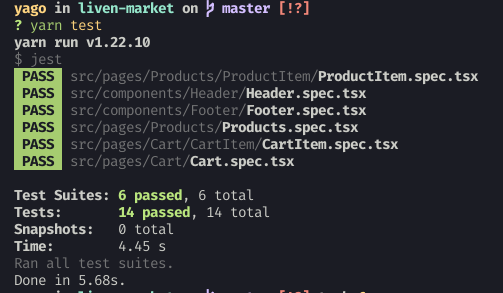 yago in liven-market on master [!?]
? yarn test
yarn run v1.22.10
$ jest
PASS src/pages/Products/ProductItem/ProductItem.spec.tsx
PASS src/components/Header/Header.spec.tsx
PASS src/components/Footer/Footer.spec.tsx
PASS src/pages/Products/Products.spec.tsx
PASS src/pages/Cart/CartItem/CartItem.spec.tsx
PASS src/pages/Cart/Cart.spec.tsx
Test Suites: 6 passed, 6 total
Tests: 14 passed, 14 total
Snapshots: 0 total
Time: 4.45 s
Ran all test suites.
Done in 5.68s.